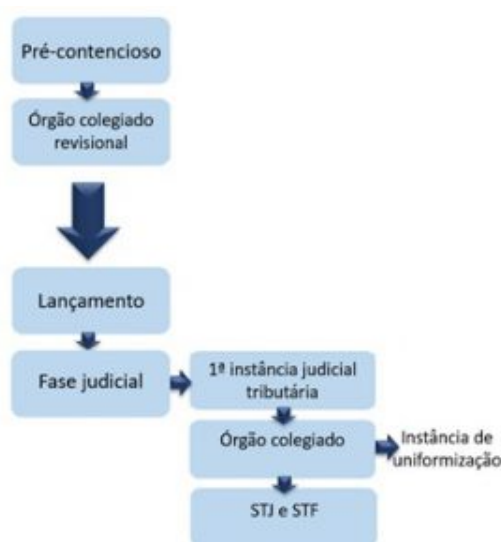 Pré-contencioso
Órgão colegiado
revisional
Lançamento
Fase judicial
1ª instância judicial
tributária
Órgão colegiado
Instância de
uniformização
STJ e STF